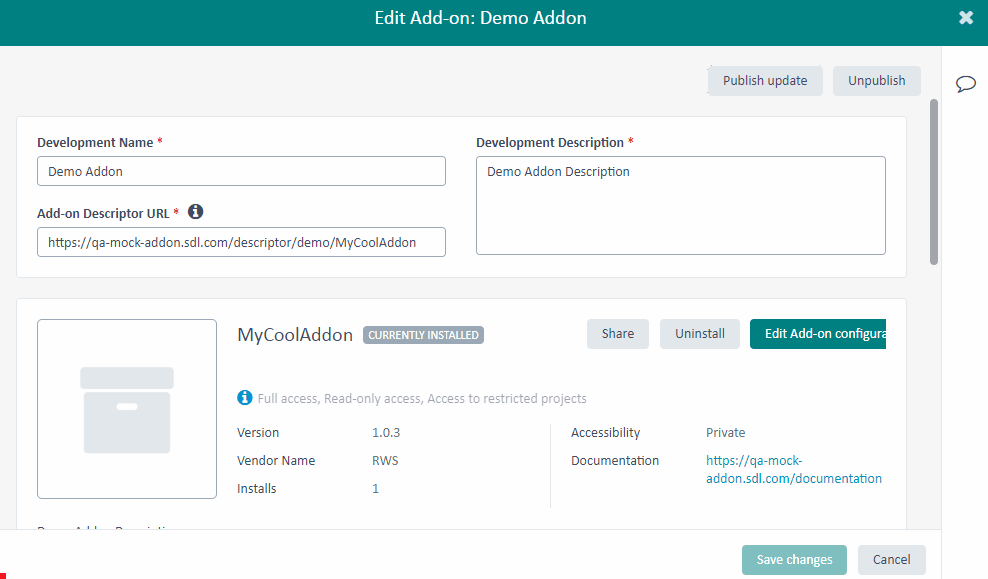 Edit Add-on: Demo Addon
Publish update
Unpublish
Development Name *
Demo Addon
Development Description *
Demo Addon Description
Add-on Descriptor URL *
https://qa-mock-addon.sdl.com/descriptor/demo/MyCoolAddon
MyCoolAddon CURRENTLY INSTALLED
Share
Uninstall
Edit Add-on configura
Full access, Read-only access, Access to restricted projects
Version 1.0.3
Vendor Name RWS
Installs 1
Accessibility Private
Documentation https://qa-mock-
addon.sdl.com/documentation
Save changes
Cancel